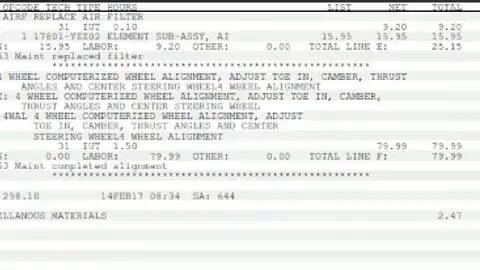 OPCODE TECH TYPE HOURS LIST NET TOTAL
AIRF REPLACE AIR FILTER
31 IUT 0.10 9.20 9.20
1 17801-YZZ02 ELEMENT SUB-ASSY, AI 15.95 15.95 15.95
S: 15.95 LABOR: 9.20 OTHER: 0.00 TOTAL LINE E: 25.15
53 Maint replaced filter
****************************************************
4 WHEEL COMPUTERIZED WHEEL ALIGNMENT, ADJUST TOE IN, CAMBER, THRUST
ANGLES AND CENTER STEERING WHEEL4 WHEEL ALIGNMENT
E: 4 WHEEL COMPUTERIZED WHEEL ALIGNMENT, ADJUST TOE IN, CAMBER,
THRUST ANGLES AND CENTER STEERING WHEEL
4WAL 4 WHEEL COMPUTERIZED WHEEL ALIGNMENT, ADJUST
TOE IN, CAMBER, THRUST ANGLES AND CENTER
STEERING WHEEL4 WHEEL ALIGNMENT
31 IUT 1.50 79.99 79.99
S: 0.00 LABOR: 79.99 OTHER: 0.00 TOTAL LINE F: 79.99
53 Maint completed alignment
****************************************************
298.10 14FEB17 08:34 SA: 644
ELLANOUS MATERIALS 2.47